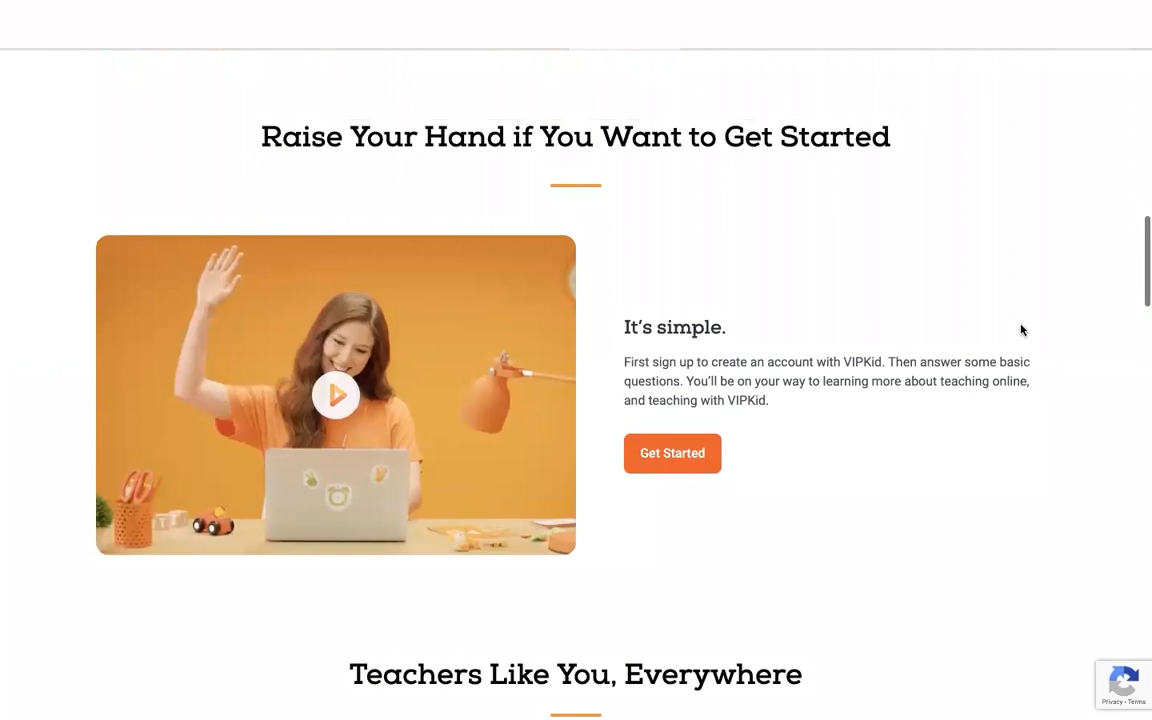 Raise Your Hand if You Want to Get Started
It's simple.
First sign up to create an account with VIPKid. Then answer some basic
questions. You'll be on your way to learning more about teaching online,
and teaching with VIPKid.
Get Started
Teachers Like You, Everywhere
Privacy - Terms